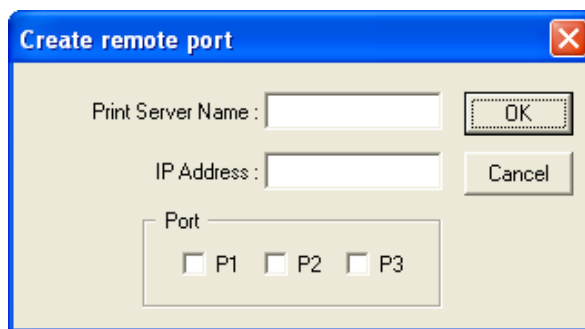 Create remote port
Print Server Name :
OK
IP Address :
Cancel
Port
P1 P2 P3